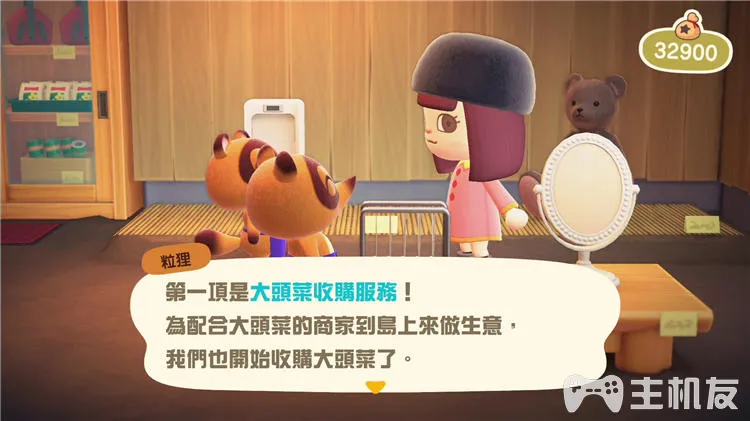 32900
粒狸
第一項是大頭菜收購服務！
為配合大頭菜的商家到島上來做生意，
我們也開始收購大頭菜了。
主机友